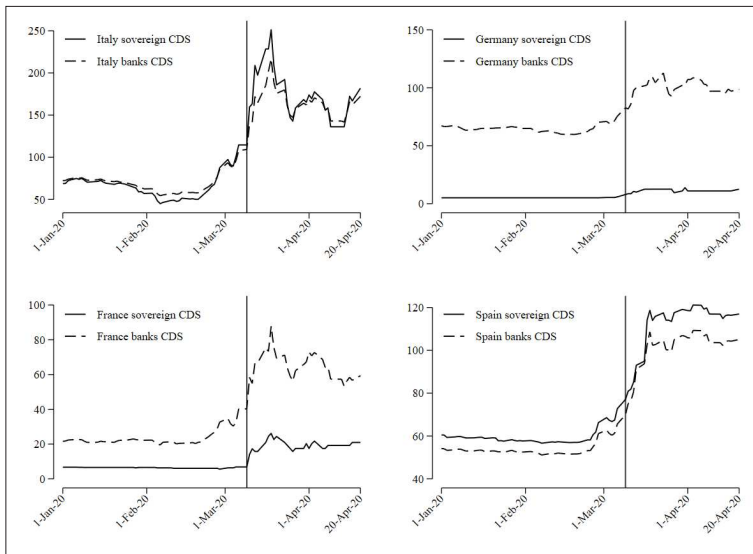 Italy sovereign CDS
Italy banks CDS
250
200
150
100
50
1-Jan-20
1-Feb-20
1-Mar-20
1-Apr-20
20-Apr-20
Germany sovereign CDS
Germany banks CDS
150
100
50
0
1-Jan-20
1-Feb-20
1-Mar-20
1-Apr-20
20-Apr-20
France sovereign CDS
France banks CDS
100
80
60
40
20
0
1-Jan-20
1-Feb-20
1-Mar-20
1-Apr-20
20-Apr-20
Spain sovereign CDS
Spain banks CDS
120
100
80
60
40
1-Jan-20
1-Feb-20
1-Mar-20
1-Apr-20
20-Apr-20